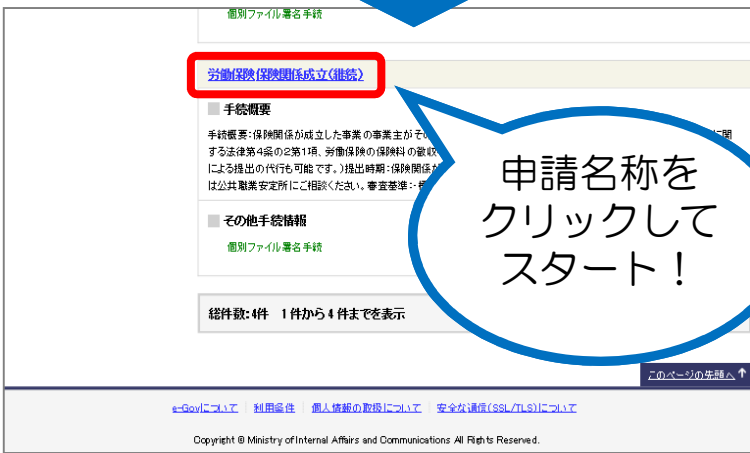 個別ファイル署名手続
労働保険保険関係成立(継続)
手続概要
手続概要:保険関係が成立した事業の事業主がその
する法律第4条の2第1項、労働保険の保険料の徴収
による提出の代行も可能です。)提出時期:保険関係が
は公共職業安定所にご相談ください。審査基準:-
その他手続情報
個別ファイル署名手続
申請名称を
クリックして
スタート!
総件数:4件 1件から4件までを表示
このページの先頭へ↑
e-Govについて 利用条件 個人情報の取扱について 安全な通信(SSL/TLS)について
Copyright © Ministry of Internal Affairs and Communications All Rights Reserved.